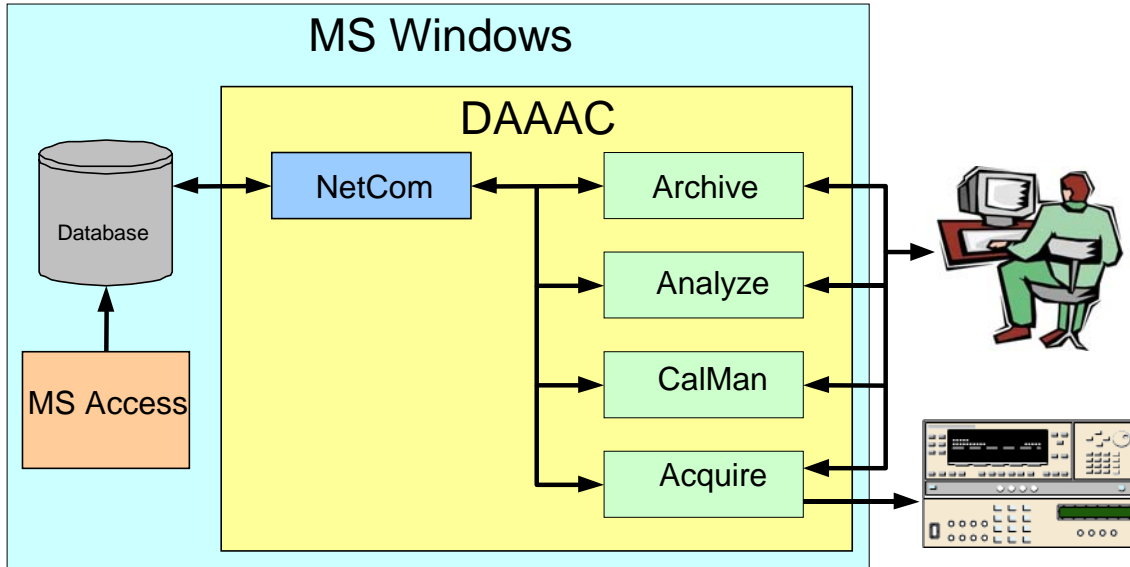 MS Windows
DAAAC
NetCom
Archive
Database
Analyze
MS Access
CalMan
Acquire